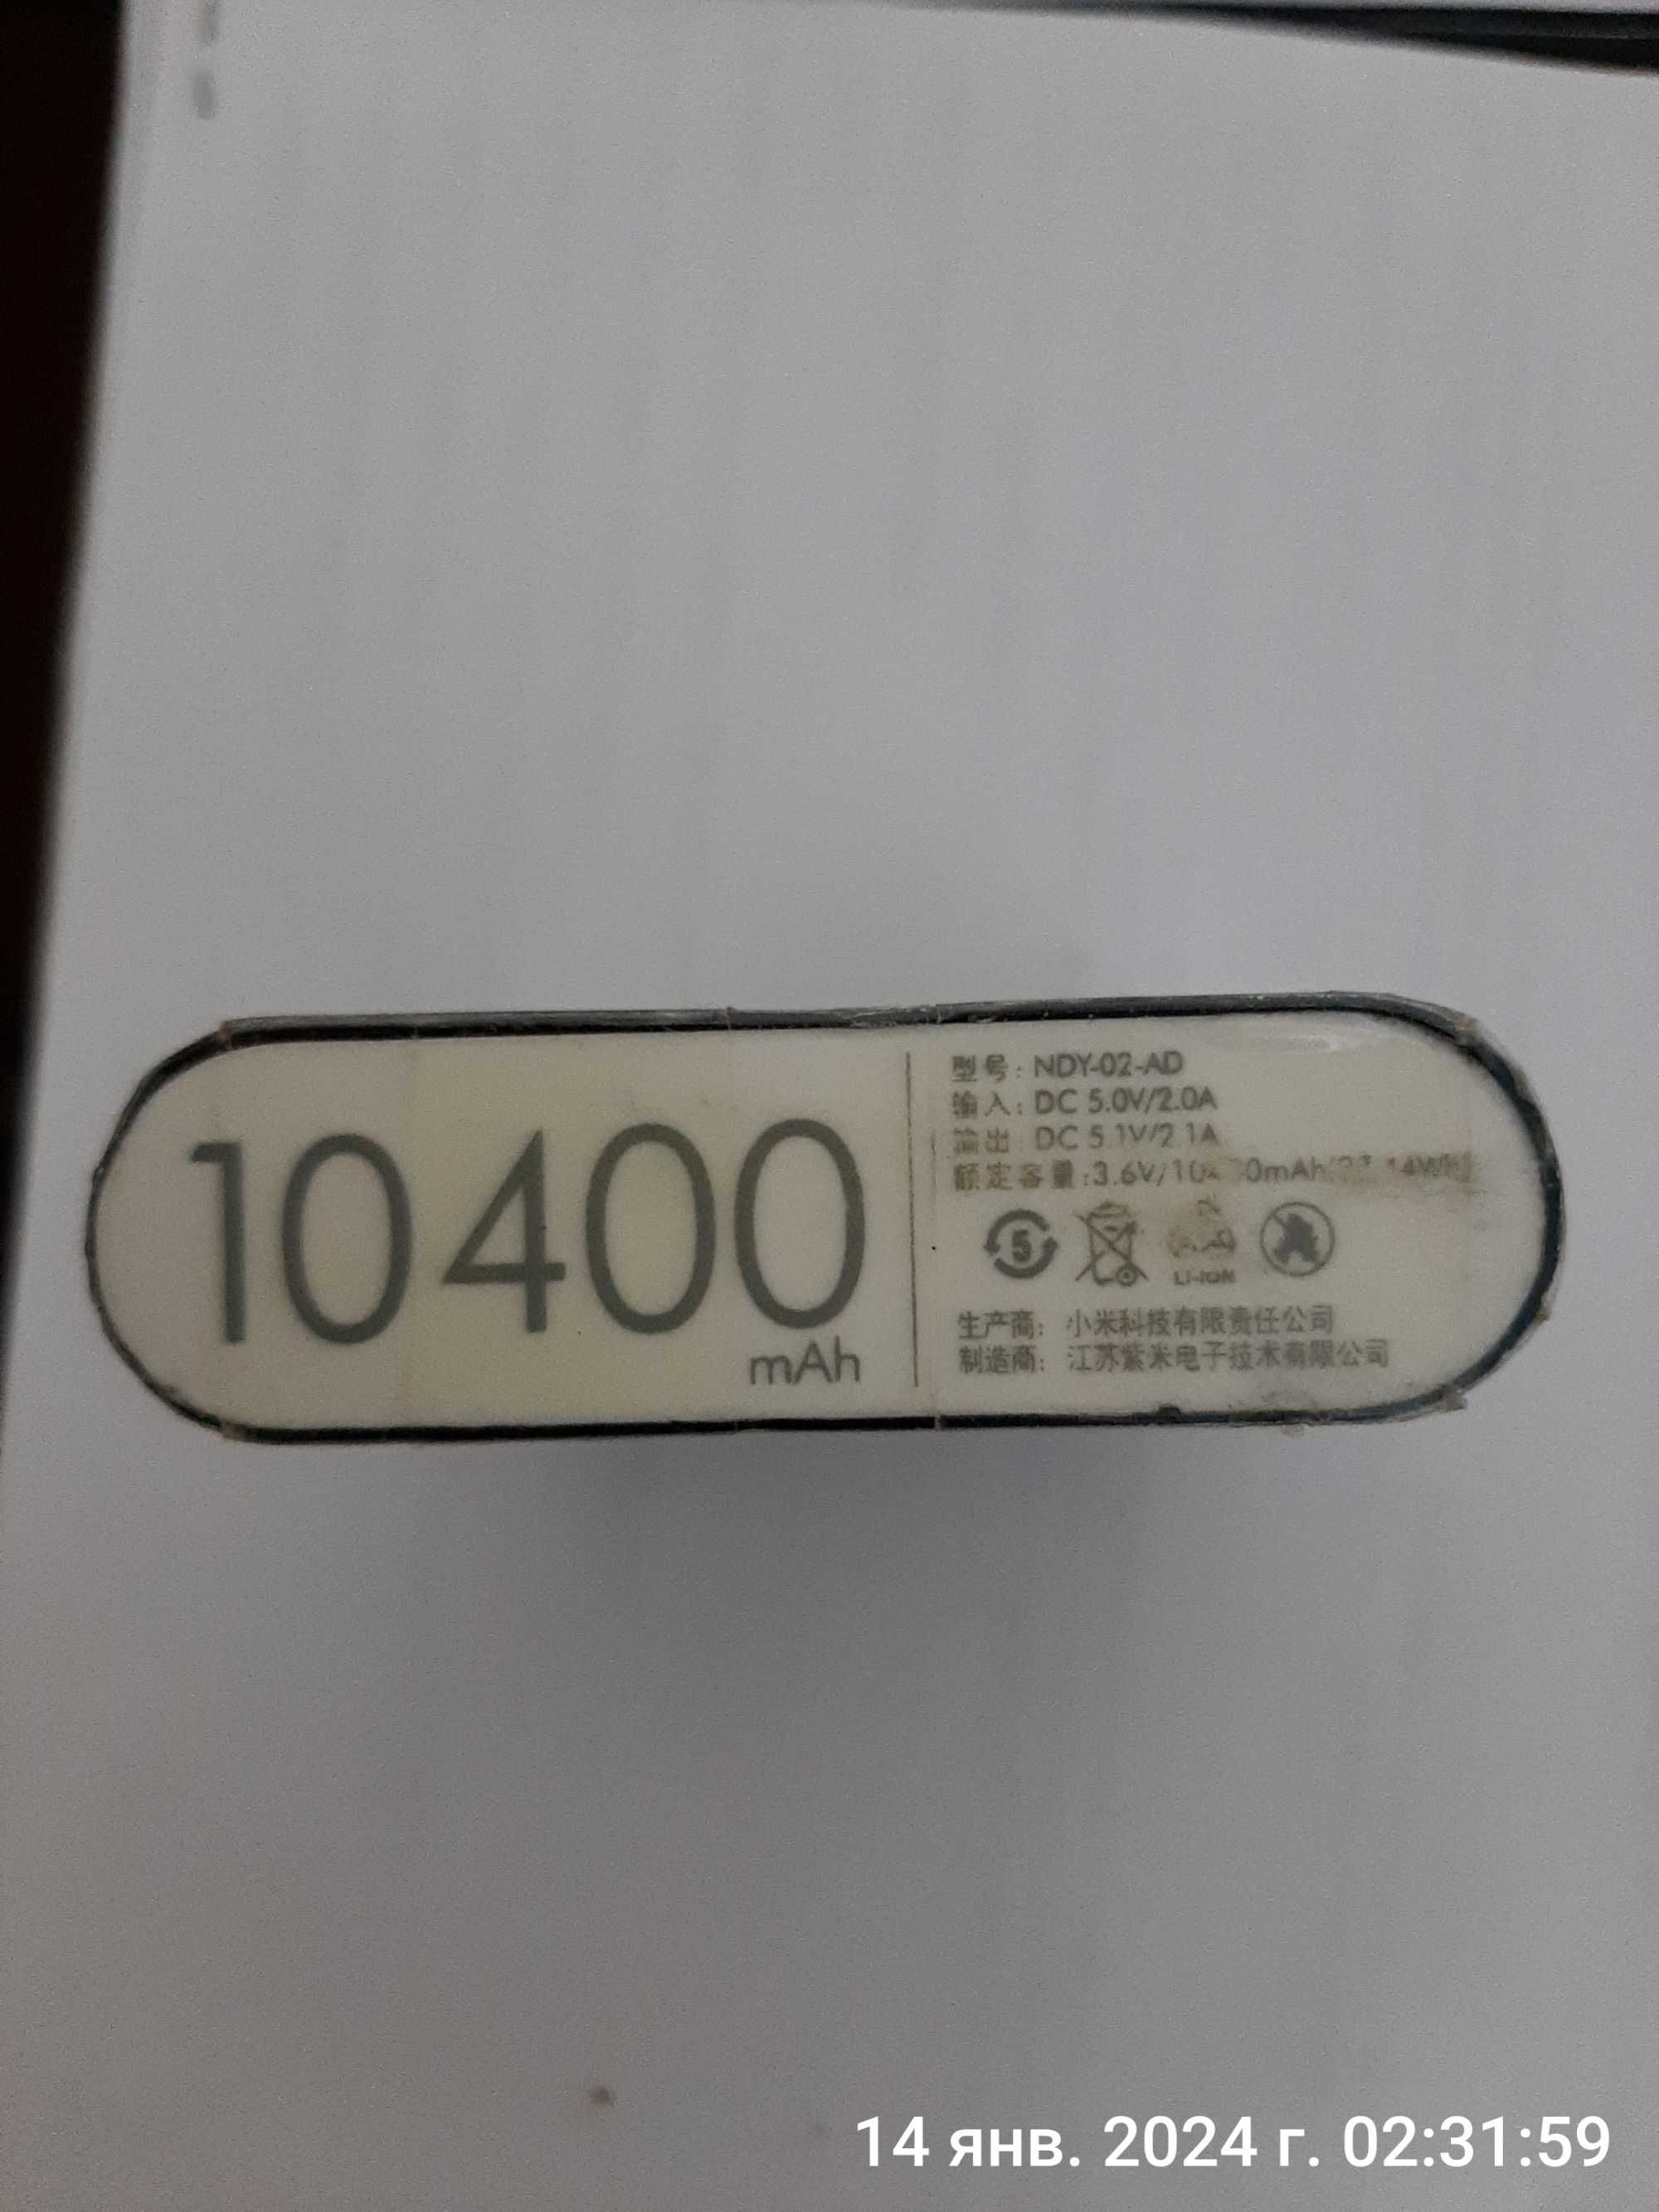 10400
mAh
型号: NDY-02-AD
输入: DC 5.0V/2.0A
输出: DC 5.1V/2.1A
额定容量:3.6V/
5
LI-ION
生产商: 小米科技有限责任公司
制造商: 江苏紫米电子技术有限公司
14 янв. 2024 г. 02:31:59